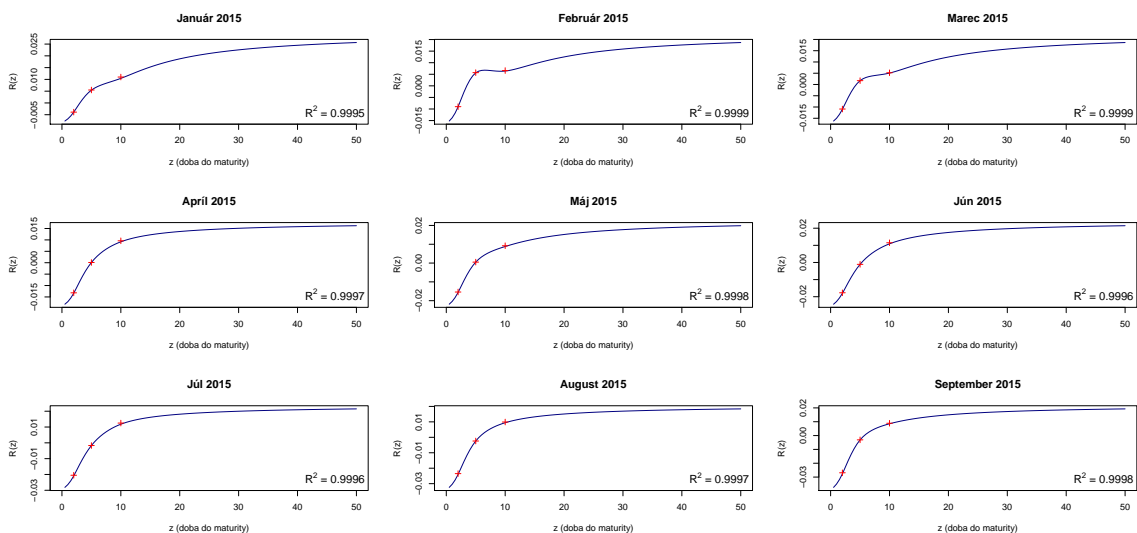 Január 2015
R(z)
−0.005 0.010 0.025
R² = 0.9995
0 10 20 30 40 50
z (doba do maturity)
Február 2015
R(z)
−0.015 0.000 0.015
R² = 0.9999
0 10 20 30 40 50
z (doba do maturity)
Marec 2015
R(z)
−0.015 0.000 0.015
R² = 0.9999
0 10 20 30 40 50
z (doba do maturity)
Apríl 2015
R(z)
−0.015 0.000 0.015
R² = 0.9997
0 10 20 30 40 50
z (doba do maturity)
Máj 2015
R(z)
−0.02 0.00 0.02
R² = 0.9998
0 10 20 30 40 50
z (doba do maturity)
Jún 2015
R(z)
−0.02 0.00 0.02
R² = 0.9996
0 10 20 30 40 50
z (doba do maturity)
Júl 2015
R(z)
−0.03 −0.01 0.01
R² = 0.9996
0 10 20 30 40 50
z (doba do maturity)
August 2015
R(z)
−0.03 −0.01 0.01
R² = 0.9997
0 10 20 30 40 50
z (doba do maturity)
September 2015
R(z)
−0.03 0.00 0.02
R² = 0.9998
0 10 20 30 40 50
z (doba do maturity)